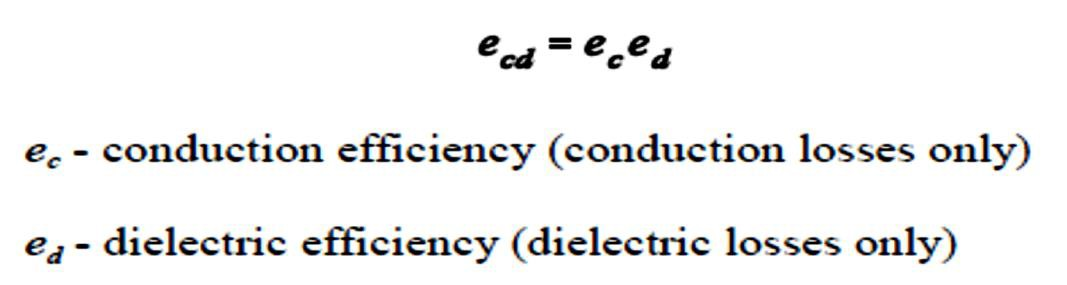 e_cd = e_c e_d
e_c - conduction efficiency (conduction losses only)
e_d - dielectric efficiency (dielectric losses only)